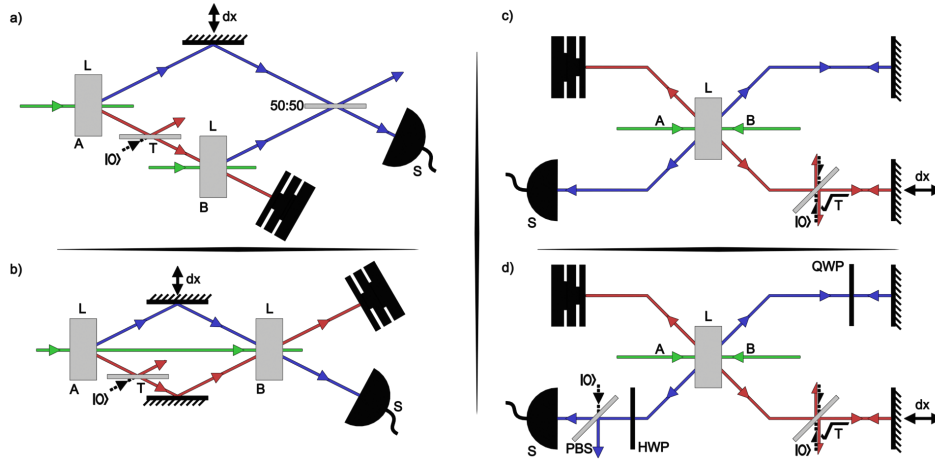 a)
dx
L
50:50
A
|0⟩
T
L
B
S
b)
dx
L
L
A
|0⟩
T
B
S
c)
L
A
B
S
|0⟩
√T
dx
d)
QWP
L
A
B
|0⟩
S
PBS
HWP
|0⟩
√T
dx